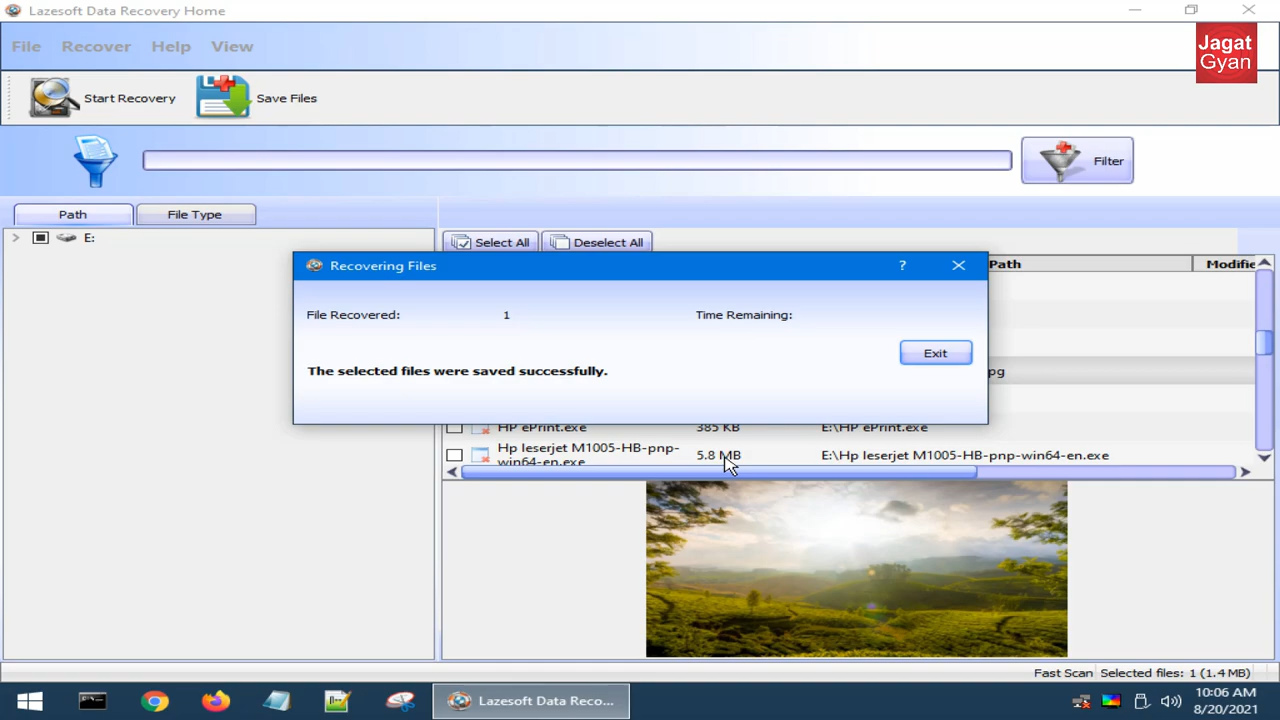 Lazesoft Data Recovery Home
File Recover Help View
Jagat
Gyan
Start Recovery Save Files
Filter
Path File Type
E:
Select All Deselect All
Path Modifie
Recovering Files ?
File Recovered: 1 Time Remaining:
Exit
The selected files were saved successfully.
pg
HP ePrint.exe 385 KB E:\HP ePrint.exe
Hp leserjet M1005-HB-pnp-
win64-en.exe 5.8 MB E:\Hp leserjet M1005-HB-pnp-win64-en.exe
Fast Scan Selected files: 1 (1.4 MB)
Lazesoft Data Reco...
10:06 AM
8/20/2021